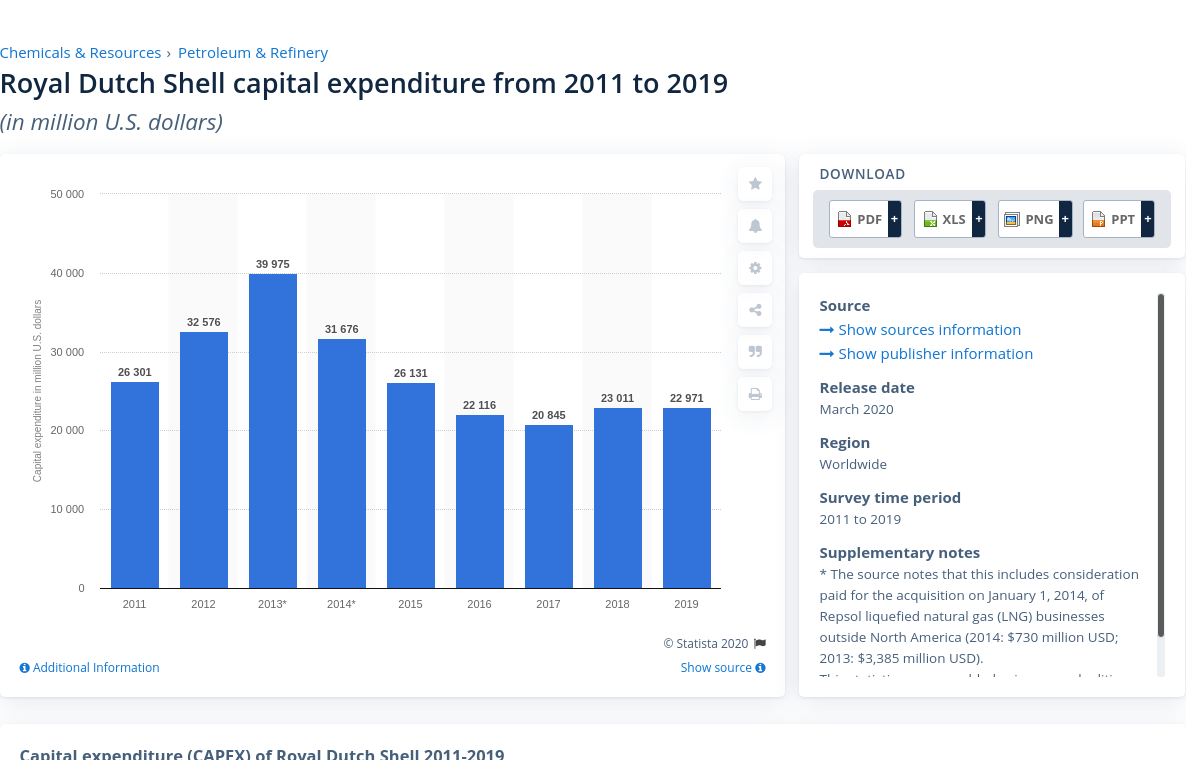 Chemicals & Resources › Petroleum & Refinery
Royal Dutch Shell capital expenditure from 2011 to 2019
(in million U.S. dollars)
50 000
40 000
30 000
20 000
10 000
0
Capital expenditure in million U.S. dollars
26 301
32 576
39 975
31 676
26 131
22 116
20 845
23 011
22 971
2011 2012 2013* 2014* 2015 2016 2017 2018 2019
© Statista 2020
Additional Information
Show source
DOWNLOAD
PDF + XLS + PNG + PPT +
Source
Show sources information
Show publisher information
Release date
March 2020
Region
Worldwide
Survey time period
2011 to 2019
Supplementary notes
* The source notes that this includes consideration
paid for the acquisition on January 1, 2014, of
Repsol liquefied natural gas (LNG) businesses
outside North America (2014: $730 million USD;
2013: $3,385 million USD).
Capital expenditure (CAPEX) of Royal Dutch Shell 2011-2019